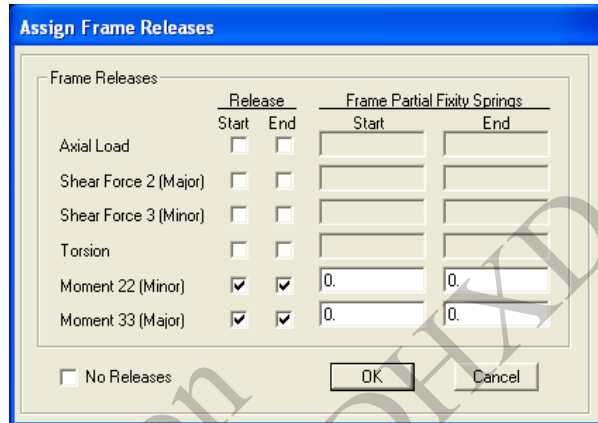 Assign Frame Releases
Frame Releases
Release Frame Partial Fixity Springs
Start End Start End
Axial Load
Shear Force 2 (Major)
Shear Force 3 (Minor)
Torsion
Moment 22 (Minor) 0. 0.
Moment 33 (Major) 0. 0.
No Releases OK Cancel
DHXD